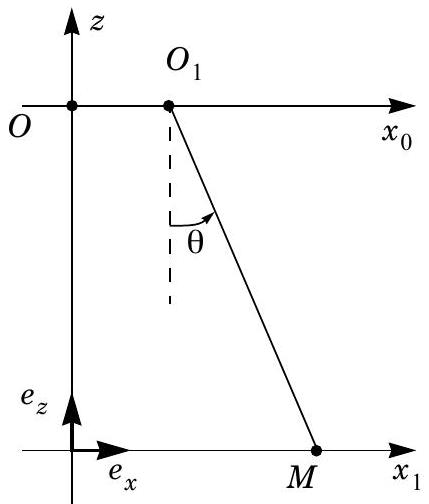 z
O₁
O
x₀
θ
e_z
e_x
M
x₁